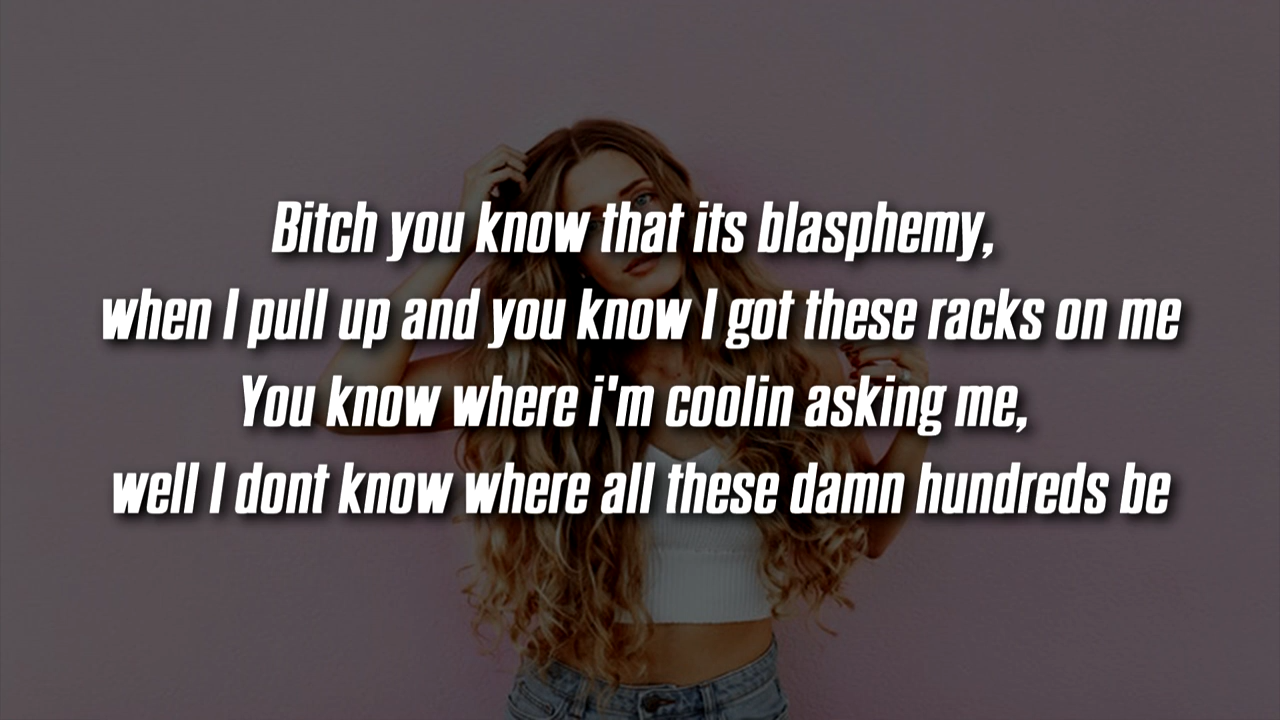 Bitch you know that its blasphemy,
when I pull up and you know I got these racks on me
You know where i'm coolin asking me,
well I dont know where all these damn hundreds be